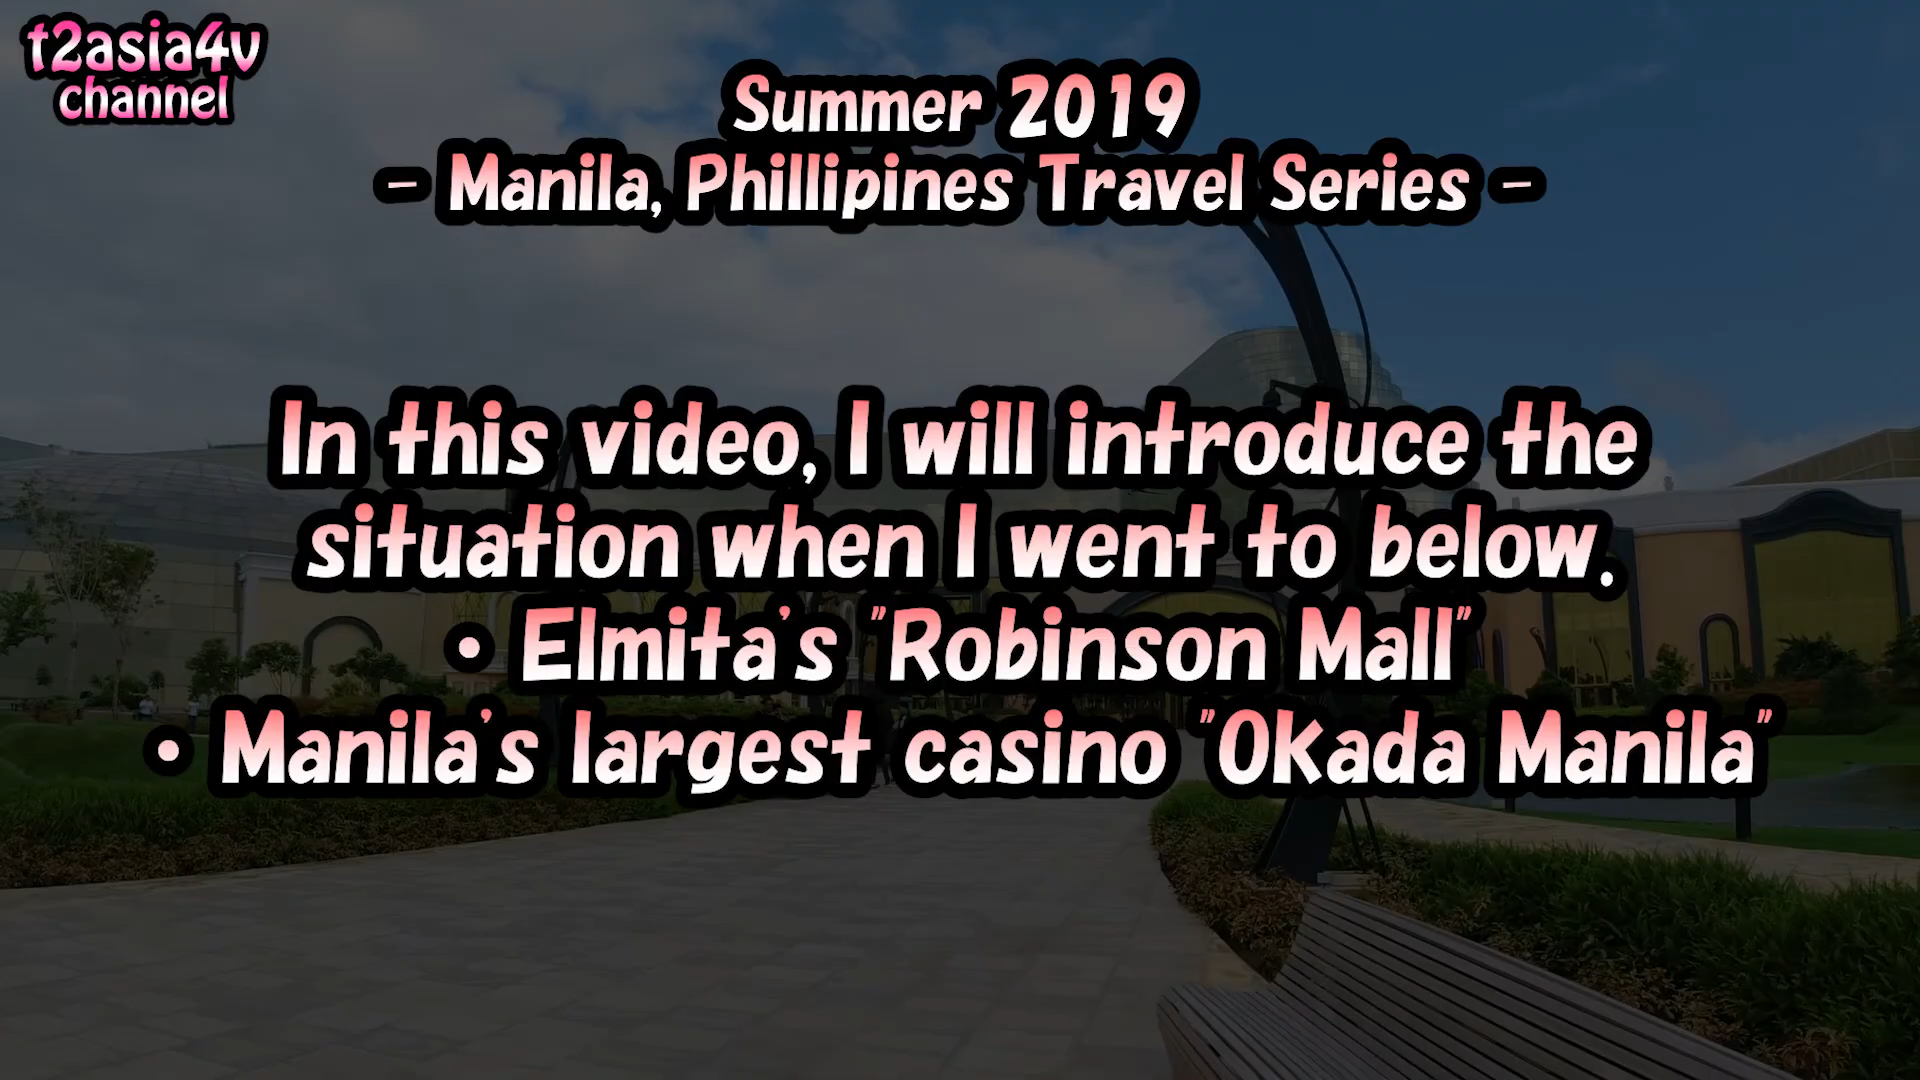 t2asia4v
channel
Summer 2019
- Manila, Phillipines Travel Series -
In this video, I will introduce the
situation when I went to below.
• Elmita's "Robinson Mall"
• Manila's largest casino "Okada Manila"